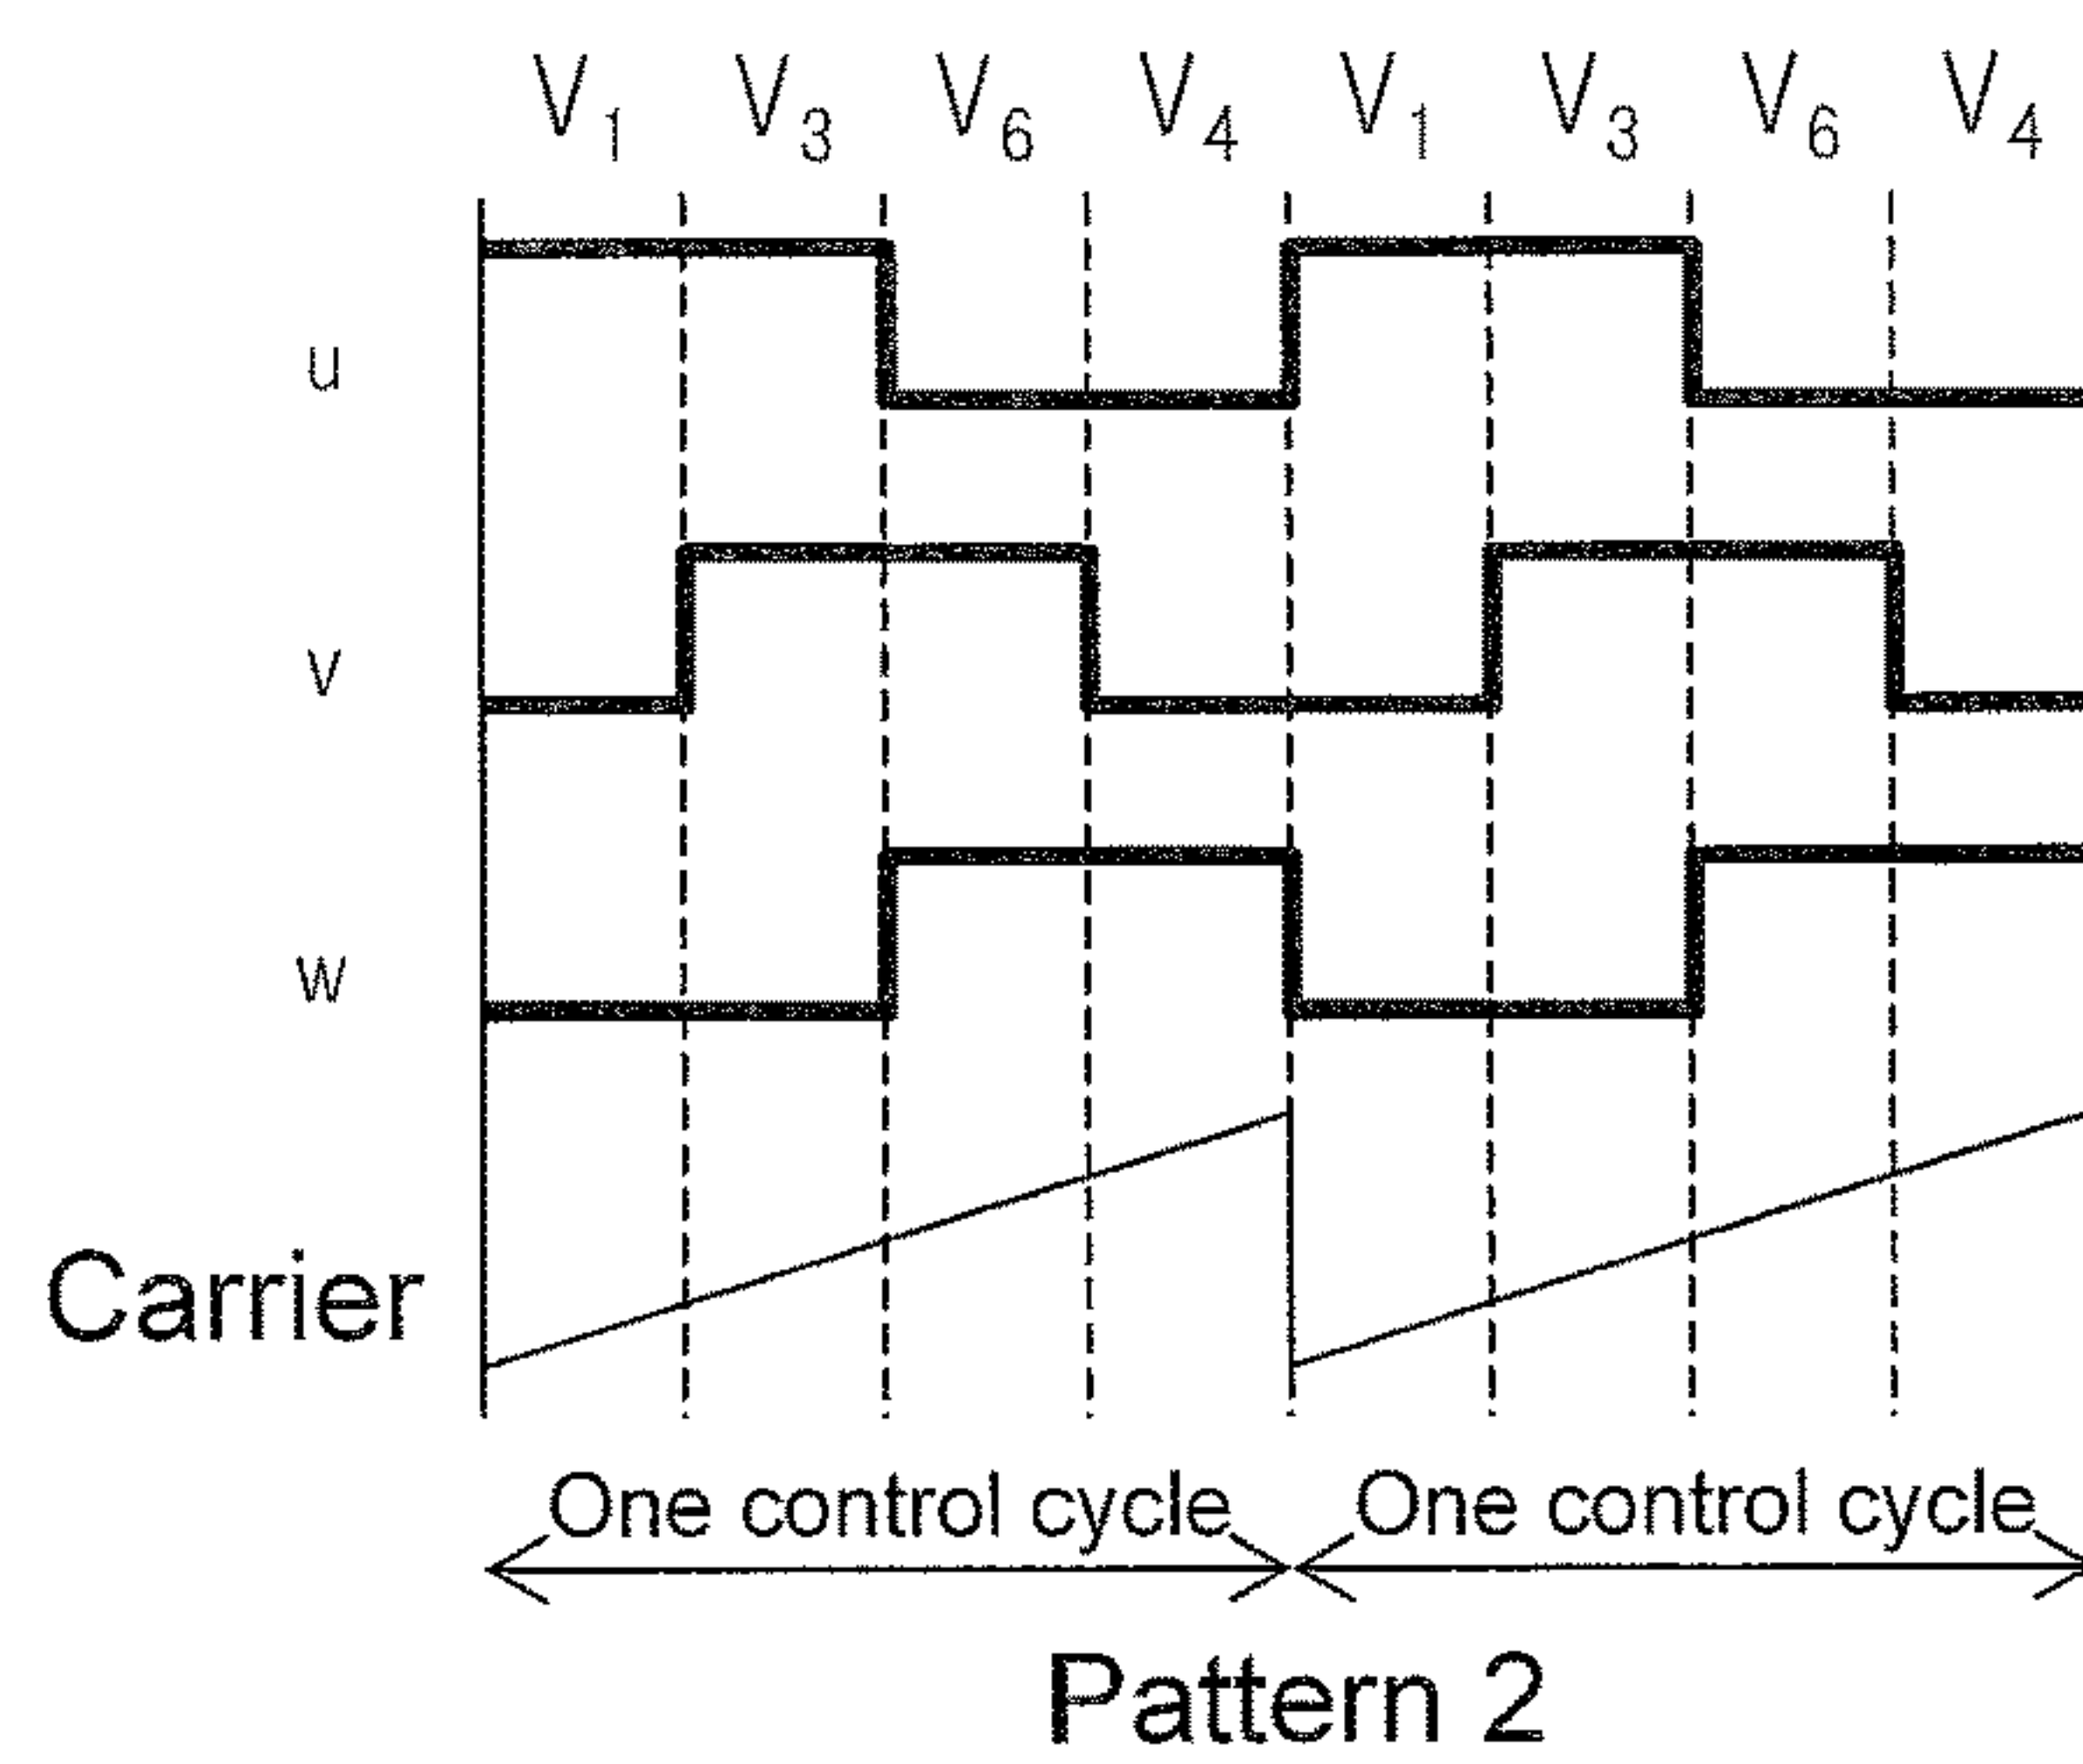 V1 V3 V6 V4 V1 V3 V6 V4
u
v
w
Carrier
One control cycle One control cycle
Pattern 2